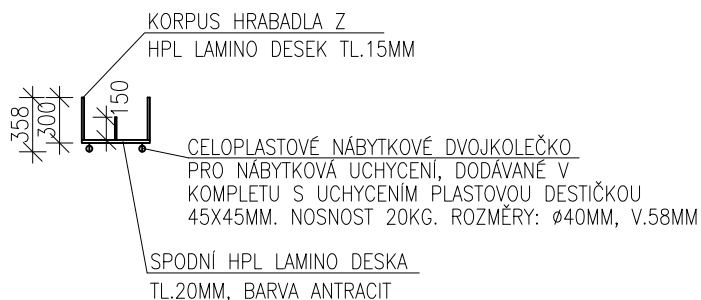 KORPUS HRABADLA Z
HPL LAMINO DESEK TL.15MM
358
300
150
CELOPLASTOVÉ NÁBYTKOVÉ DVOJKOLEČKO
PRO NÁBYTKOVÁ UCHYCENÍ, DODÁVANÉ V
KOMPLETU S UCHYCENÍM PLASTOVOU DESTIČKOU
45X45MM. NOSNOST 20KG. ROZMĚRY: Ø40MM, V.58MM
SPODNÍ HPL LAMINO DESKA
TL.20MM, BARVA ANTRACIT